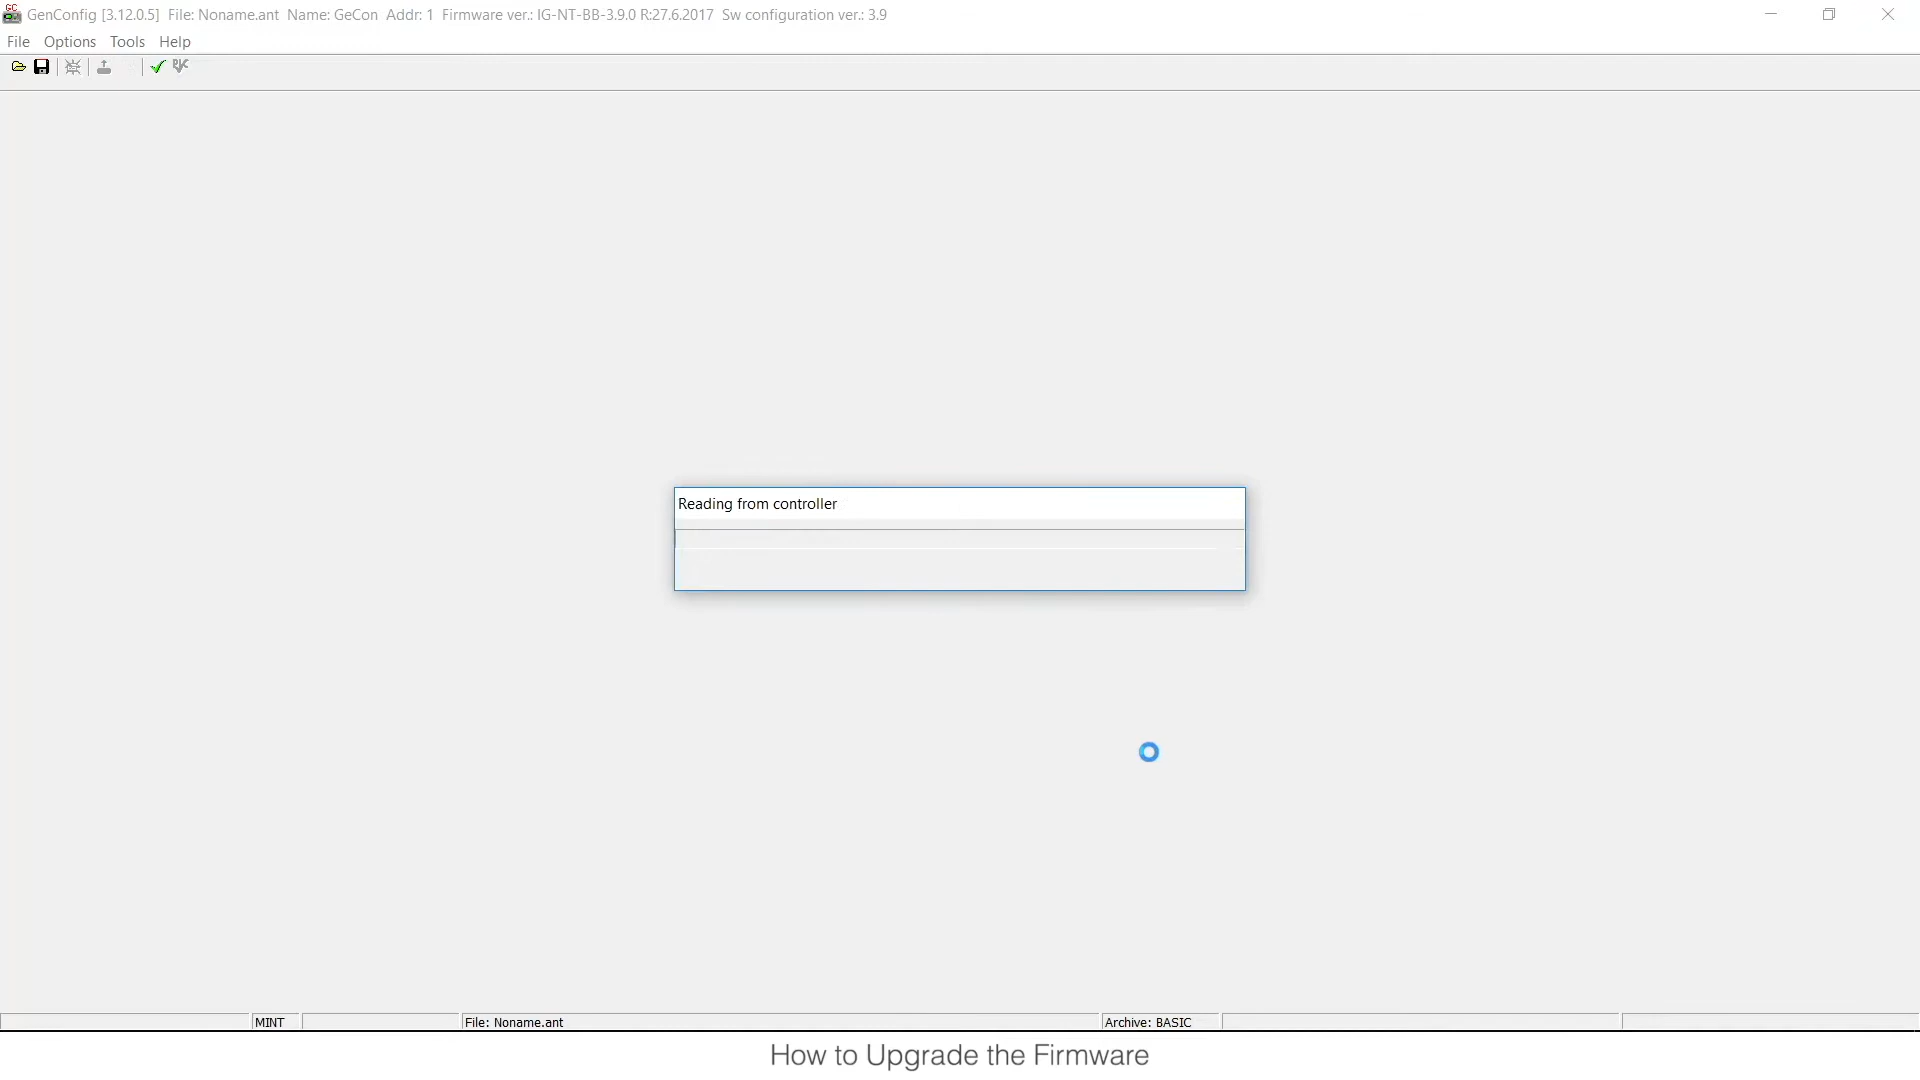 GenConfig [3.12.0.5] File: Noname.ant Name: GeCon Addr: 1 Firmware ver.: IG-NT-BB-3.9.0 R:27.6.2017 Sw configuration ver.: 3.9
File Options Tools Help
Reading from controller
MINT File: Noname.ant Archive: BASIC
How to Upgrade the Firmware